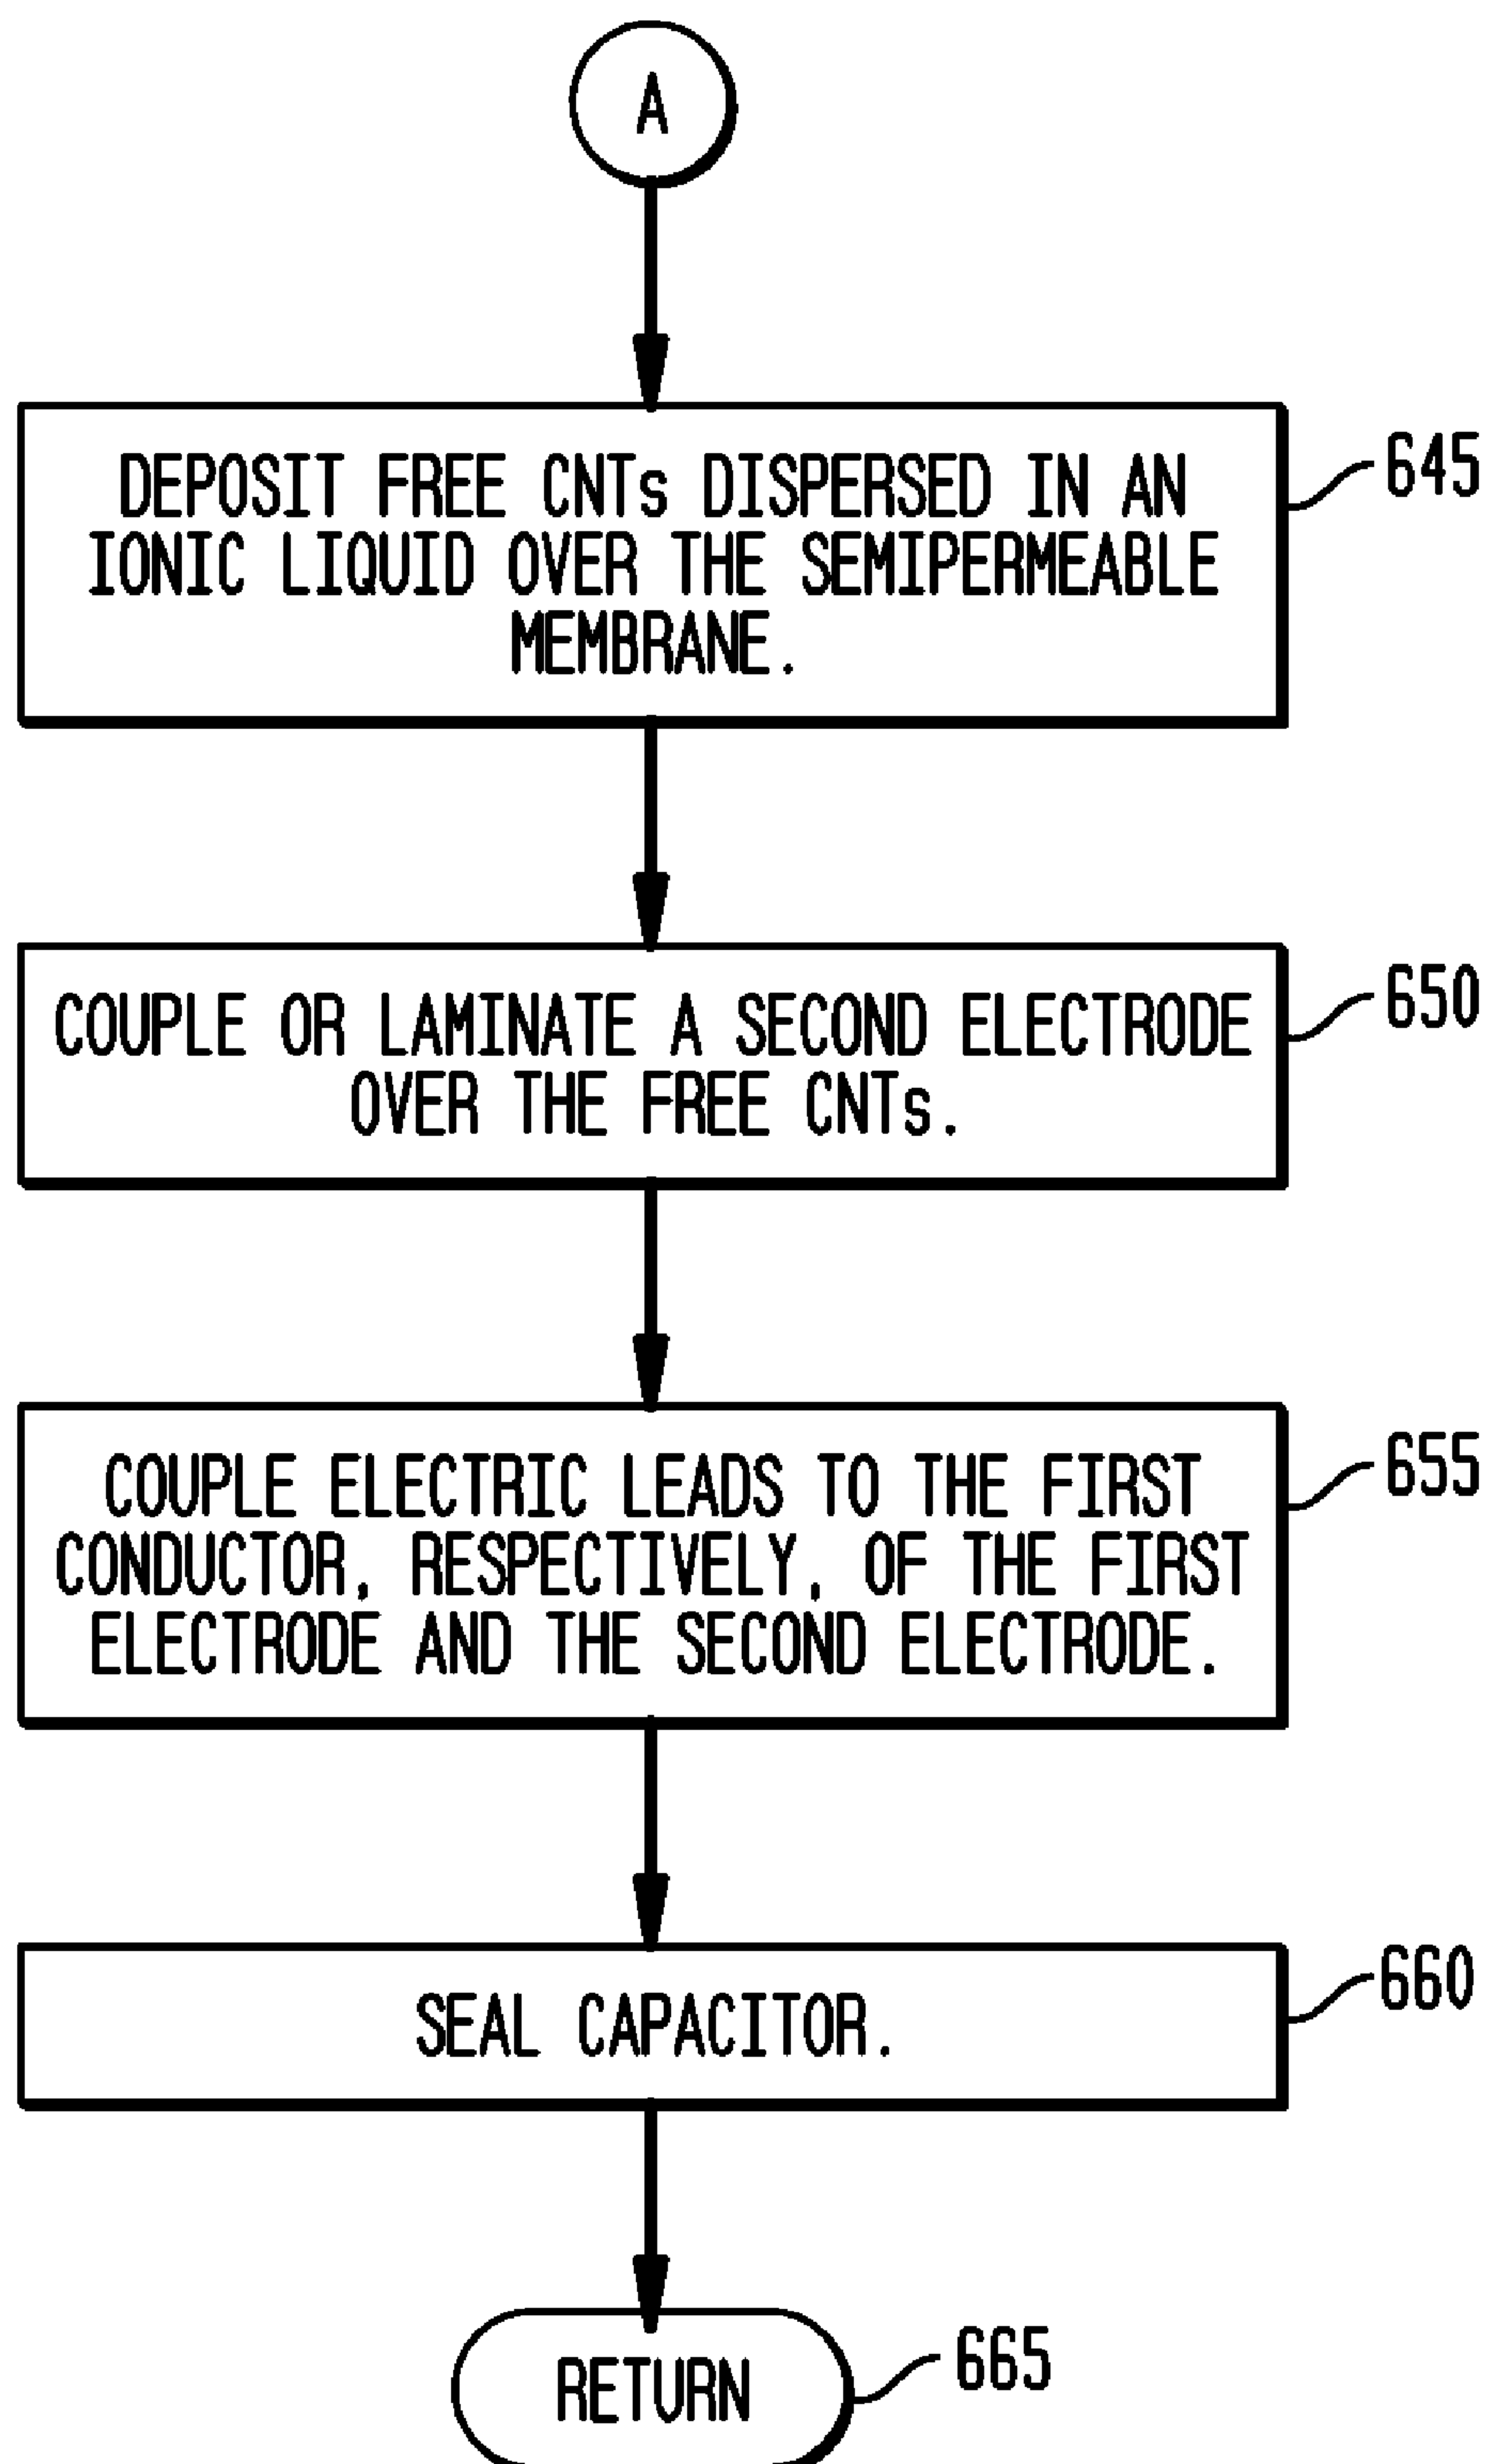 A
DEPOSIT FREE CNTs DISPERSED IN AN
IONIC LIQUID OVER THE SEMIPERMEABLE
MEMBRANE.
645
COUPLE OR LAMINATE A SECOND ELECTRODE
OVER THE FREE CNTs.
650
COUPLE ELECTRIC LEADS TO THE FIRST
CONDUCTOR, RESPECTIVELY, OF THE FIRST
ELECTRODE AND THE SECOND ELECTRODE.
655
SEAL CAPACITOR.
660
RETURN
665